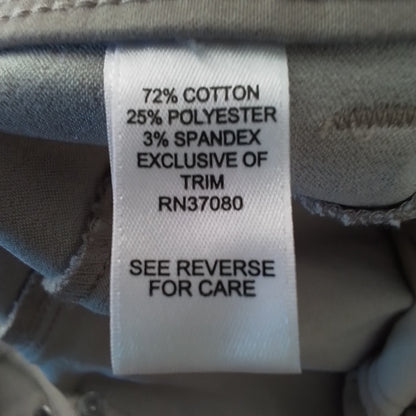 72% COTTON
25% POLYESTER
3% SPANDEX
EXCLUSIVE OF
TRIM
RN37080
SEE REVERSE
FOR CARE